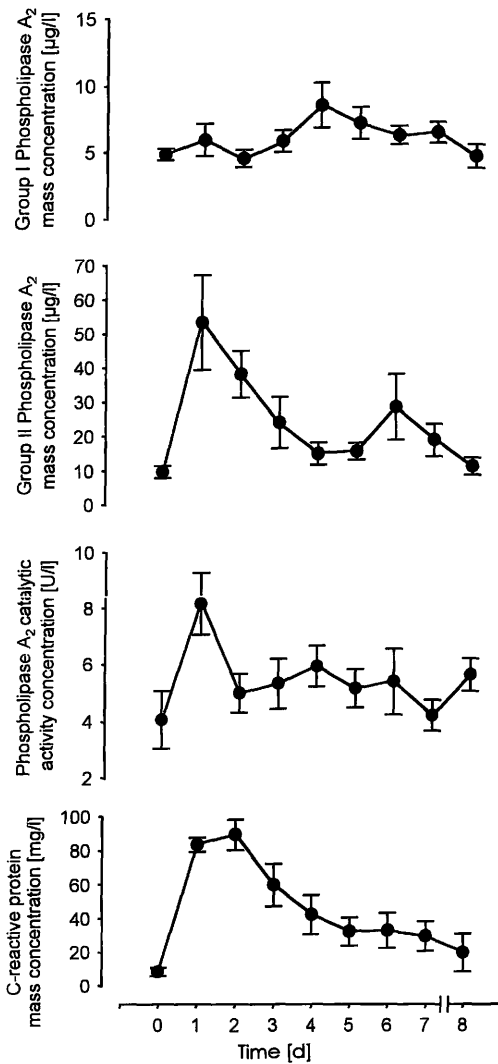 Group I Phospholipase A₂
mass concentration [µg/l]
15
10
5
0
Group II Phospholipase A₂
mass concentration [µg/l]
70
60
50
40
30
20
10
0
Phospholipase A₂ catalytic
activity concentration [U/l]
10
8
6
4
2
C-reactive protein
mass concentration [mg/l]
100
80
60
40
20
0
0 1 2 3 4 5 6 7 8
Time [d]